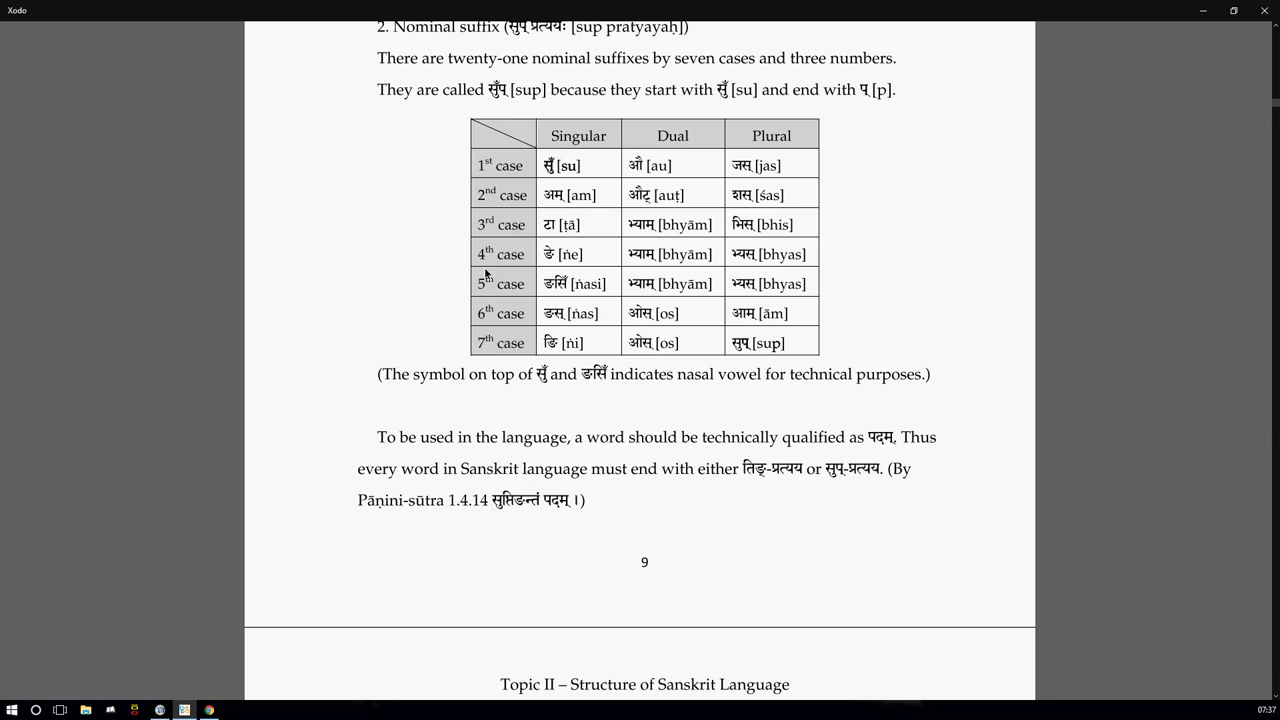 Xodo
2. Nominal suffix (सुप् प्रत्ययः [sup pratyayaḥ])
There are twenty-one nominal suffixes by seven cases and three numbers.
They are called सुँप् [sup] because they start with सुँ [su] and end with प् [p].
Singular Dual Plural
1st case सुँ [su] औ [au] जस् [jas]
2nd case अम् [am] औट् [auṭ] शस् [śas]
3rd case टा [ṭā] भ्याम् [bhyām] भिस् [bhis]
4th case ङे [ṅe] भ्याम् [bhyām] भ्यस् [bhyas]
5th case ङसिँ [ṅasi] भ्याम् [bhyām] भ्यस् [bhyas]
6th case ङस् [ṅas] ओस् [os] आम् [ām]
7th case ङि [ṅi] ओस् [os] सुप् [sup]
(The symbol on top of सुँ and ङसिँ indicates nasal vowel for technical purposes.)
To be used in the language, a word should be technically qualified as पदम्. Thus
every word in Sanskrit language must end with either तिङ्-प्रत्यय or सुप्-प्रत्यय. (By
Pāṇini-sūtra 1.4.14 सुप्तिङन्तं पदम् ।)
9
Topic II – Structure of Sanskrit Language
07:37